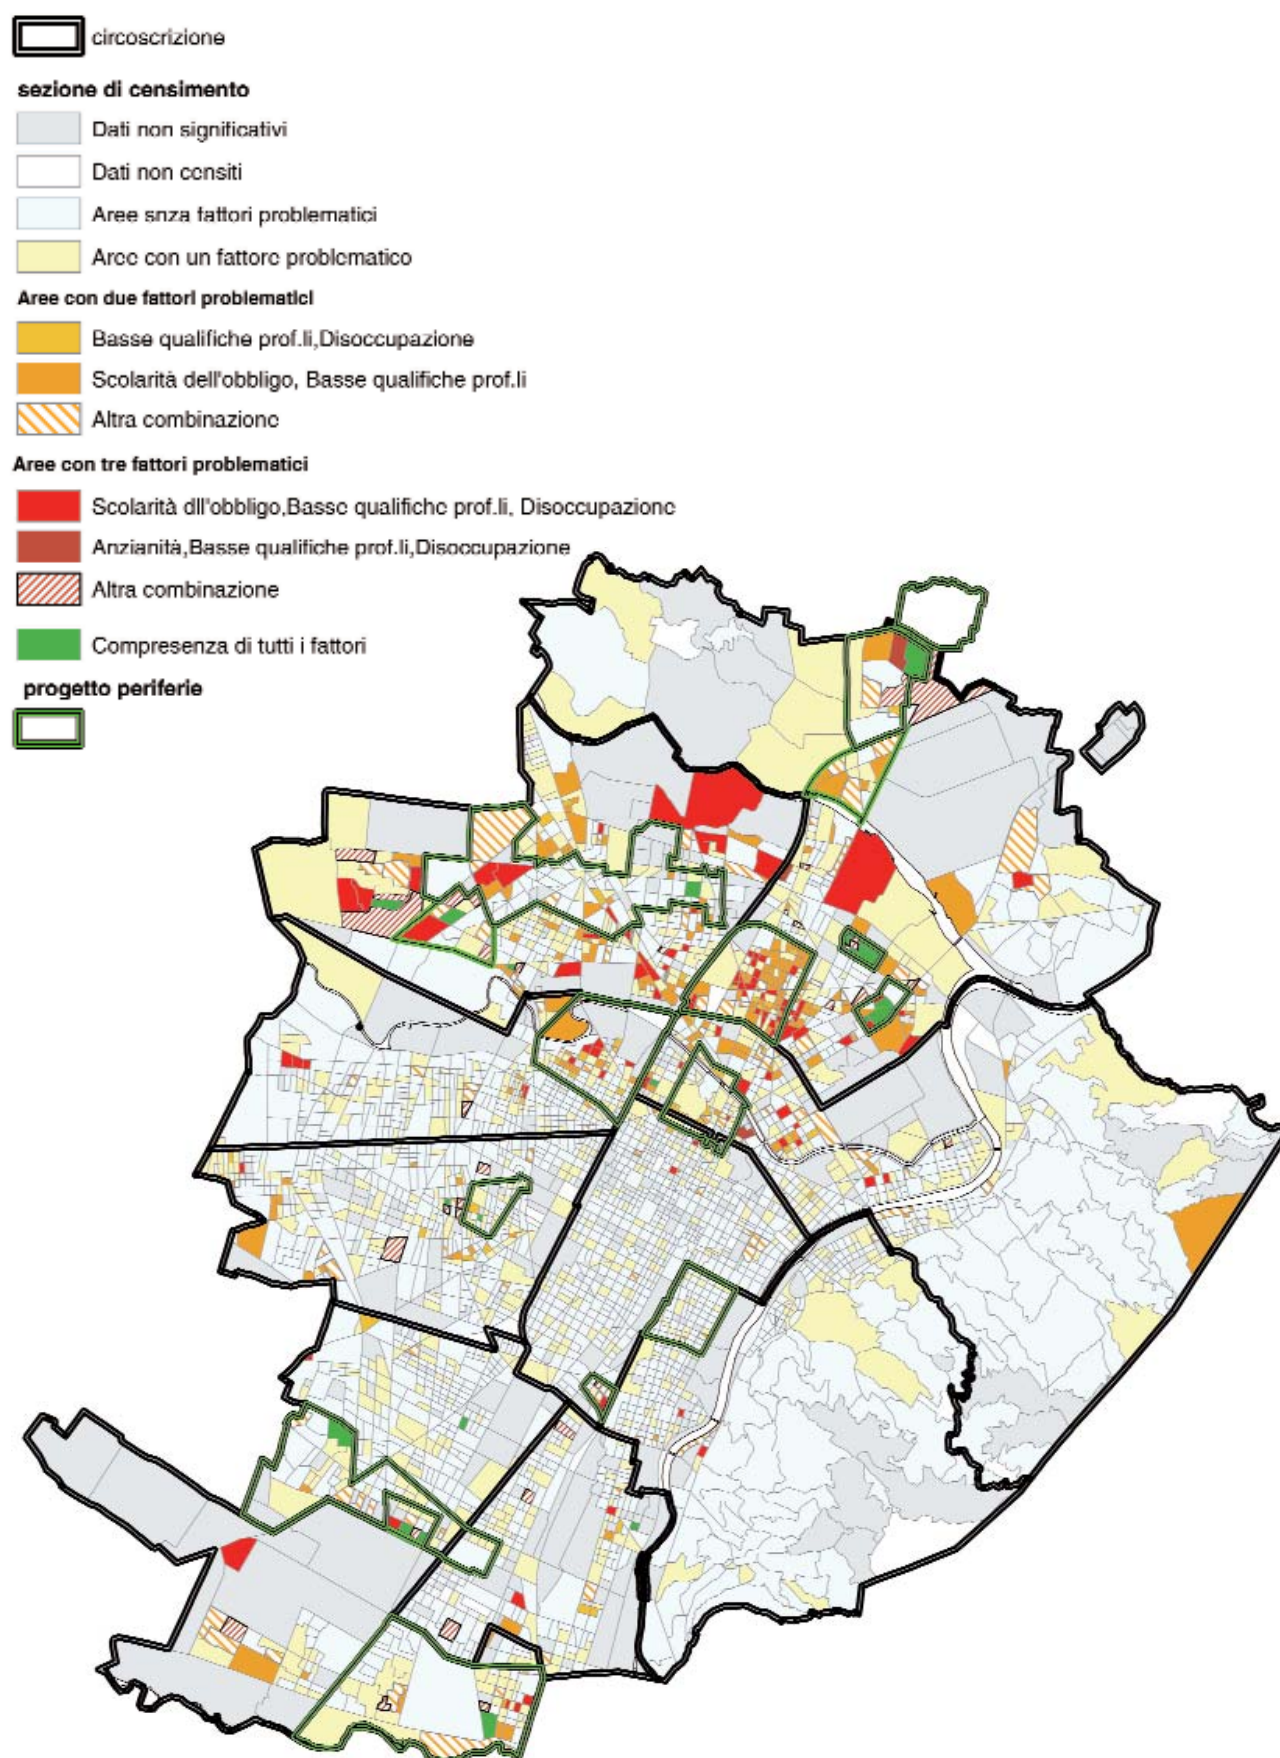 circoscrizione
sezione di censimento
Dati non significativi
Dati non censiti
Aree snza fattori problematici
Aree con un fattore problematico
Aree con due fattori problematici
Basse qualifiche prof.li,Disoccupazione
Scolarità dell'obbligo, Basse qualifiche prof.li
Altra combinazione
Aree con tre fattori problematici
Scolarità dll'obbligo,Basse qualifiche prof.li, Disoccupazione
Anzianità,Basse qualifiche prof.li,Disoccupazione
Altra combinazione
Compresenza di tutti i fattori
progetto periferie